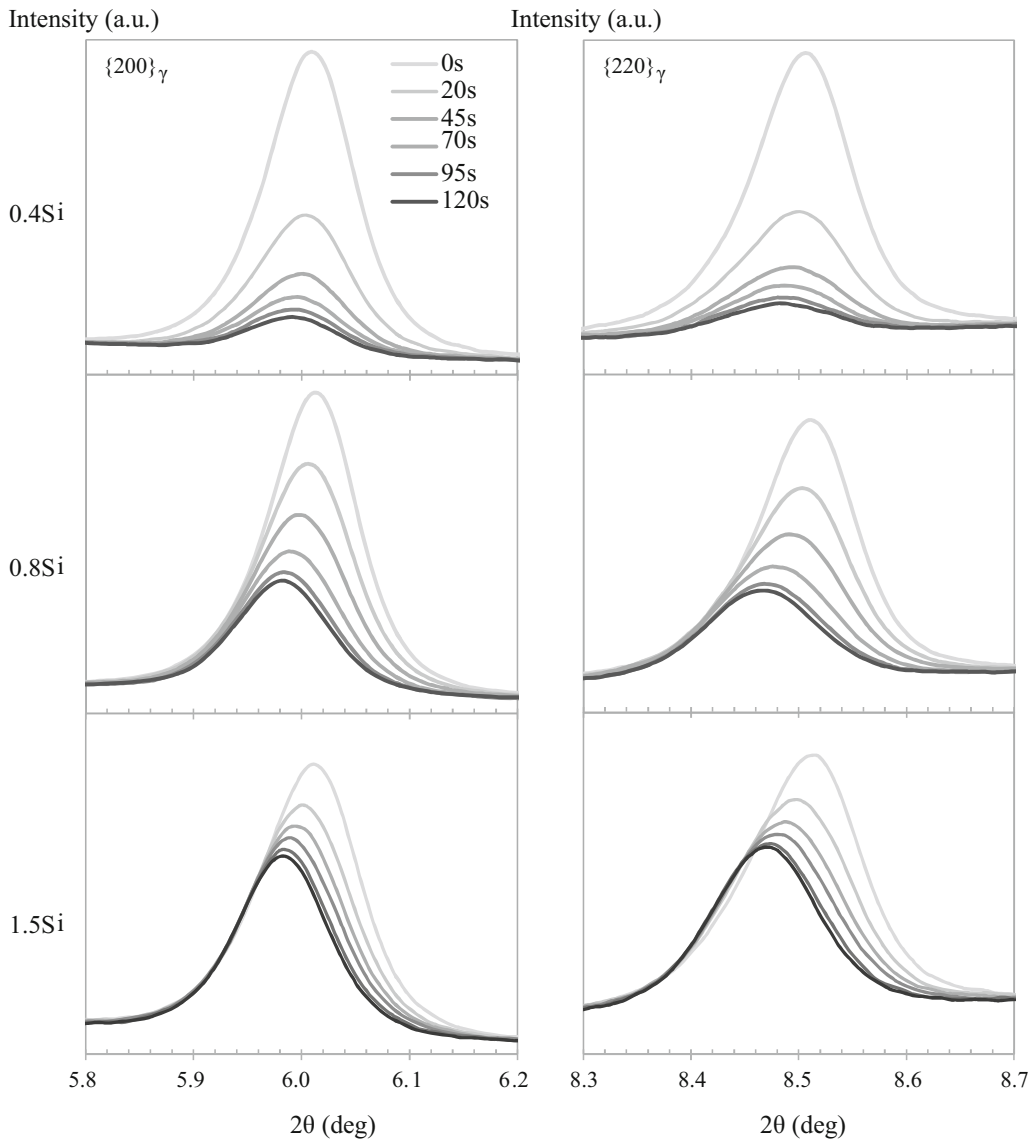 Intensity (a.u.)
Intensity (a.u.)
{200}γ
0s
20s
45s
70s
95s
120s
{220}γ
0.4Si
0.8Si
1.5Si
5.8 5.9 6.0 6.1 6.2
8.3 8.4 8.5 8.6 8.7
2θ (deg)
2θ (deg)